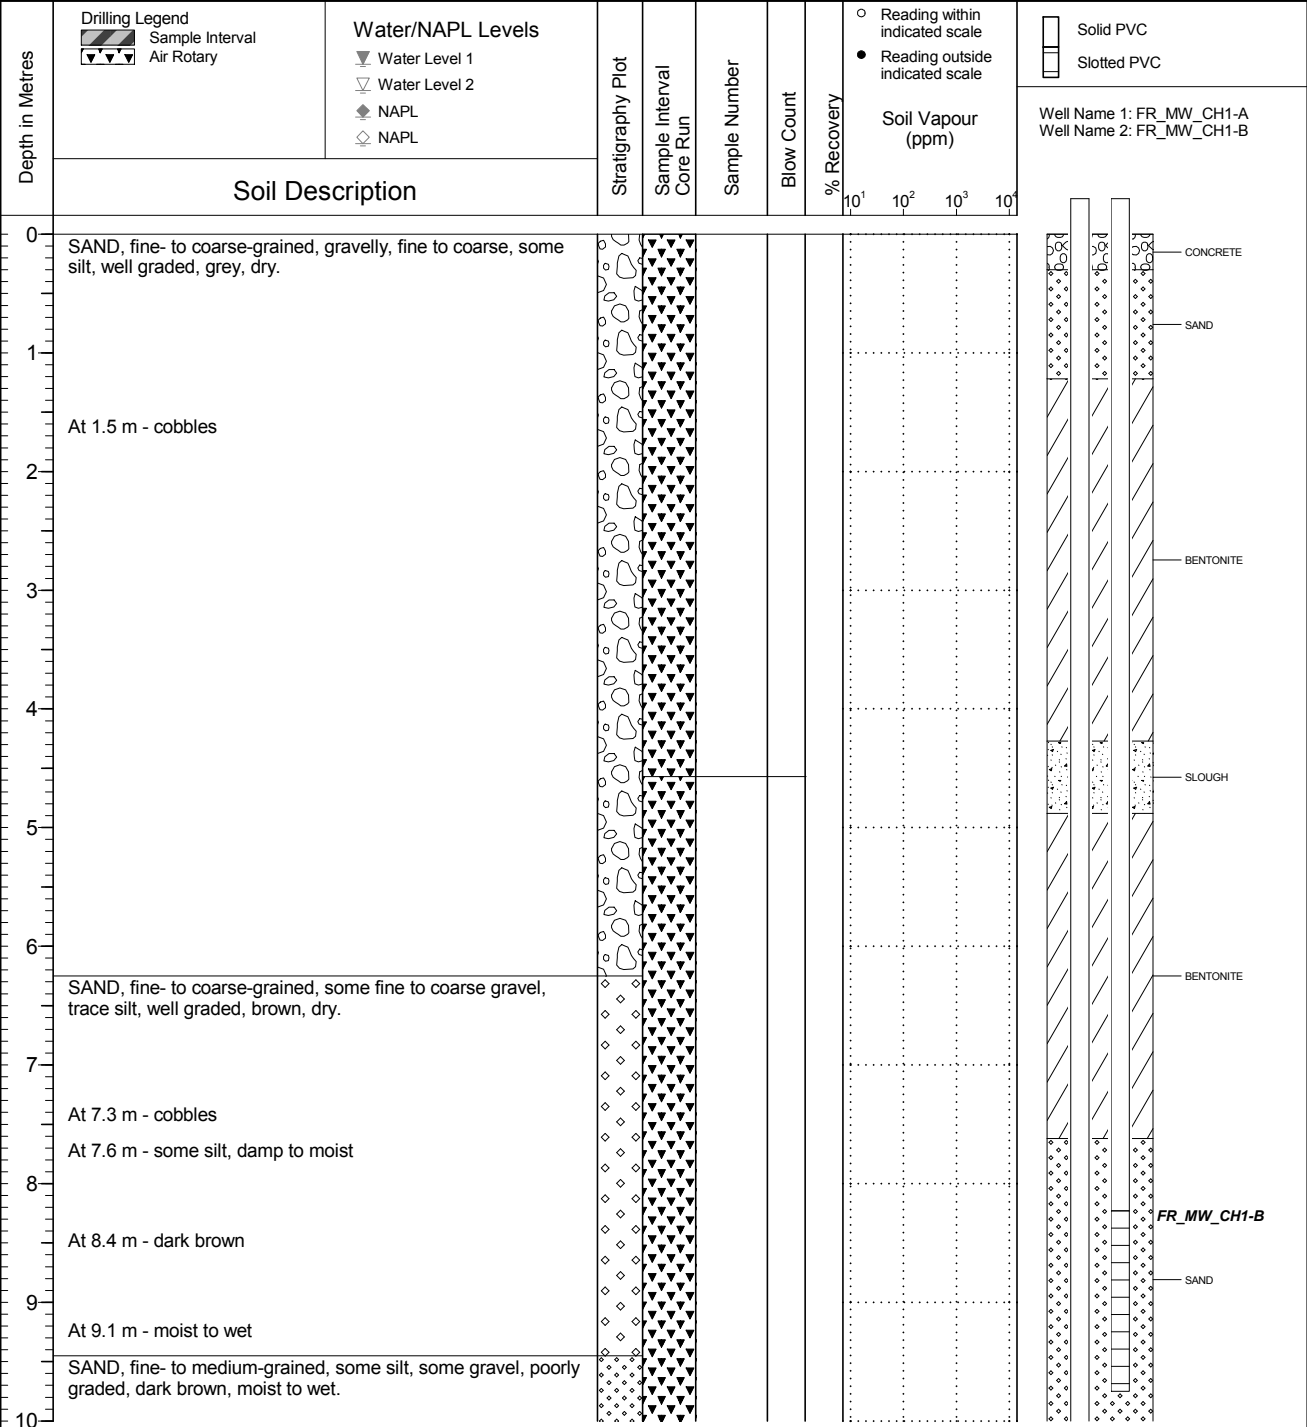 Drilling Legend
Sample Interval
Air Rotary
Water/NAPL Levels
Water Level 1
Water Level 2
NAPL
NAPL
Depth in Metres
Soil Description
Stratigraphy Plot
Sample Interval
Core Run
Sample Number
Blow Count
% Recovery
Reading within
indicated scale
Reading outside
indicated scale
Soil Vapour
(ppm)
10¹ 10² 10³ 10⁴
Solid PVC
Slotted PVC
Well Name 1: FR_MW_CH1-A
Well Name 2: FR_MW_CH1-B
0
SAND, fine- to coarse-grained, gravelly, fine to coarse, some
silt, well graded, grey, dry.
CONCRETE
SAND
1
At 1.5 m - cobbles
2
BENTONITE
3
4
SLOUGH
5
6
SAND, fine- to coarse-grained, some fine to coarse gravel,
trace silt, well graded, brown, dry.
BENTONITE
7
At 7.3 m - cobbles
At 7.6 m - some silt, damp to moist
8
FR_MW_CH1-B
At 8.4 m - dark brown
SAND
9
At 9.1 m - moist to wet
SAND, fine- to medium-grained, some silt, some gravel, poorly
graded, dark brown, moist to wet.
10